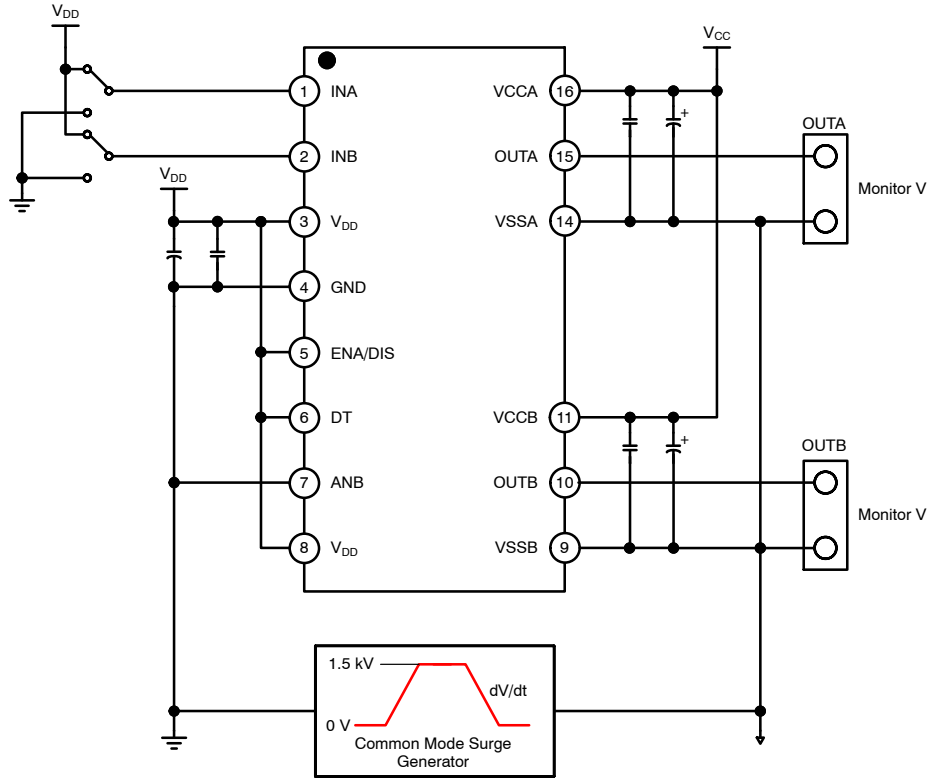 VDD
VCC
1 INA
VCCA 16
OUTA
2 INB
OUTA 15
Monitor V
VDD
3 VDD
VSSA 14
4 GND
5 ENA/DIS
6 DT
VCCB 11
OUTB
7 ANB
OUTB 10
Monitor V
8 VDD
VSSB 9
1.5 kV
dV/dt
0 V
Common Mode Surge
Generator